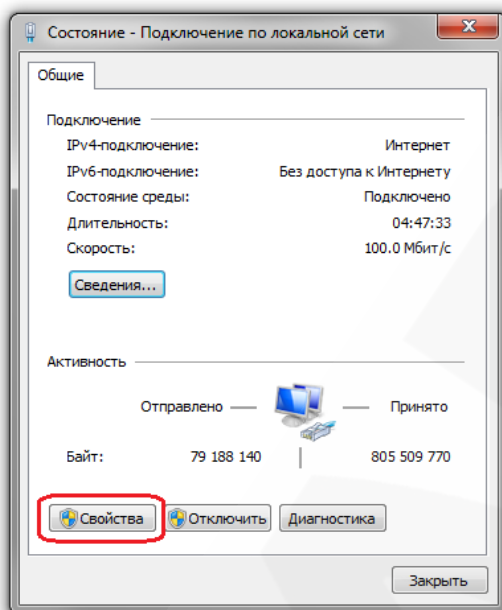 Состояние - Подключение по локальной сети
Общие
Подключение
IPv4-подключение: Интернет
IPv6-подключение: Без доступа к Интернету
Состояние среды: Подключено
Длительность: 04:47:33
Скорость: 100.0 Мбит/с
Сведения...
Активность
Отправлено — — Принято
Байт: 79 188 140 | 805 509 770
Свойства Отключить Диагностика
Закрыть